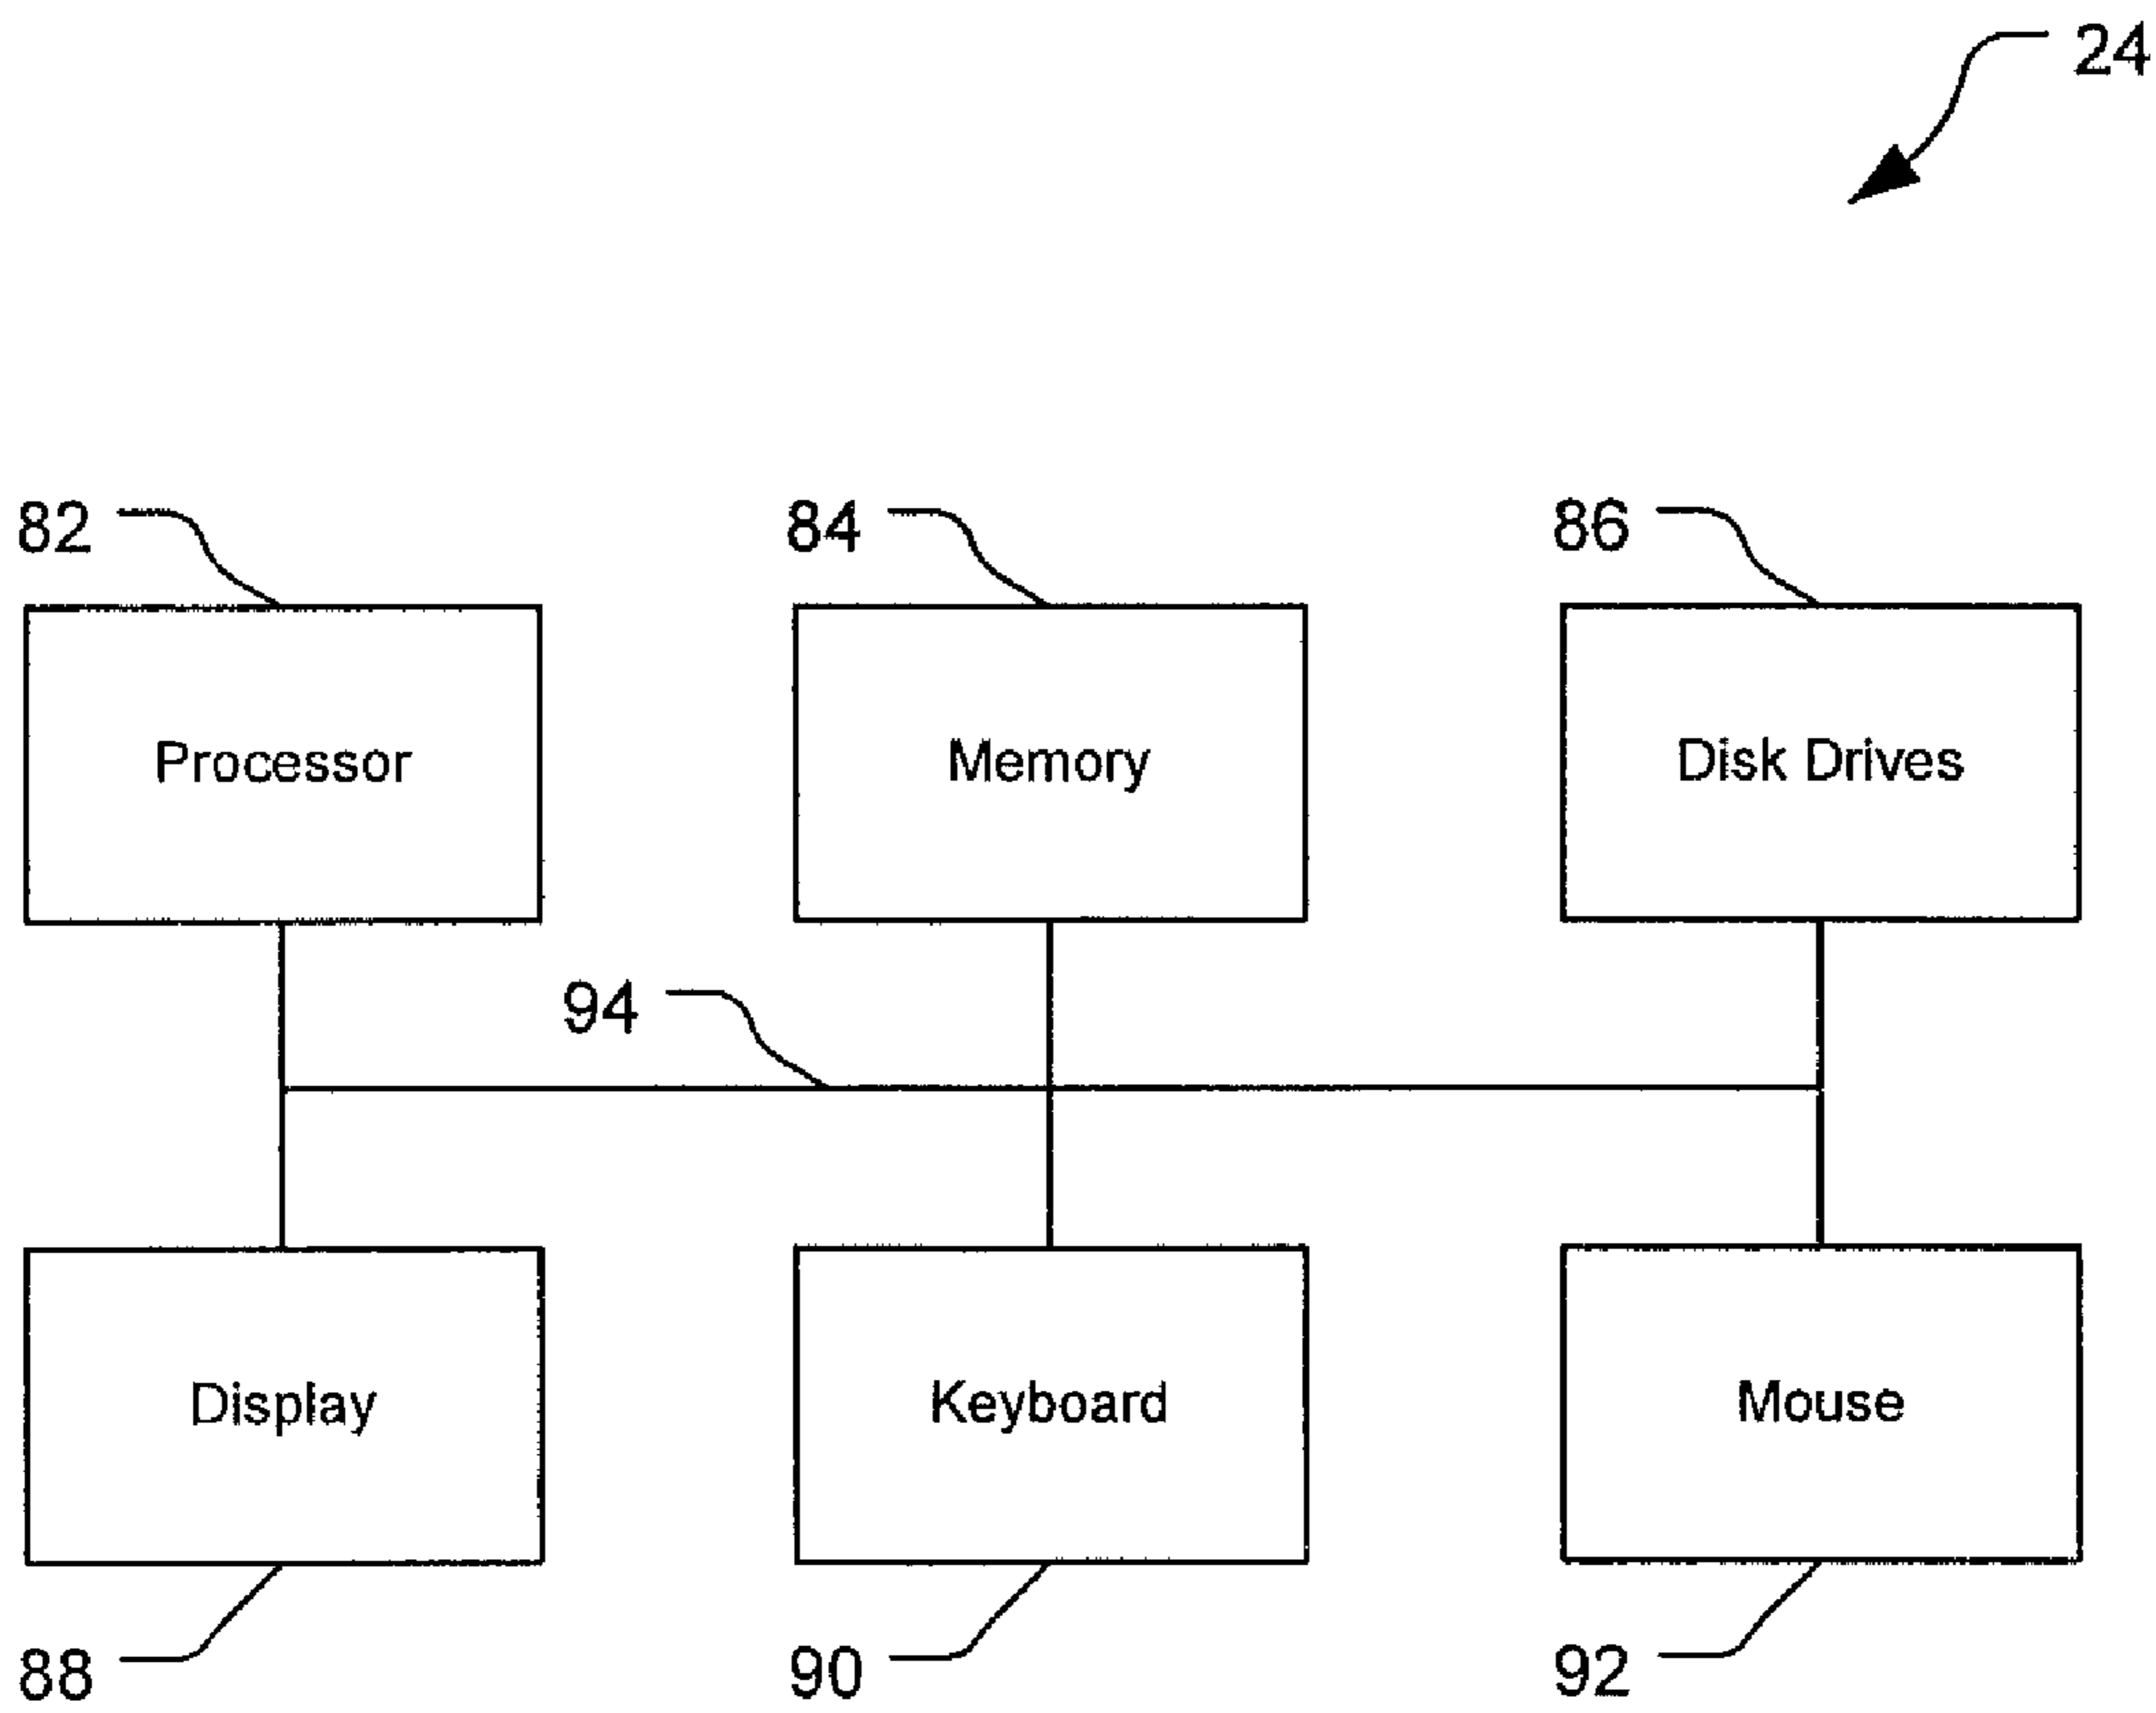 24
82
84
86
Processor
Memory
Disk Drives
94
Display
Keyboard
Mouse
88
90
92